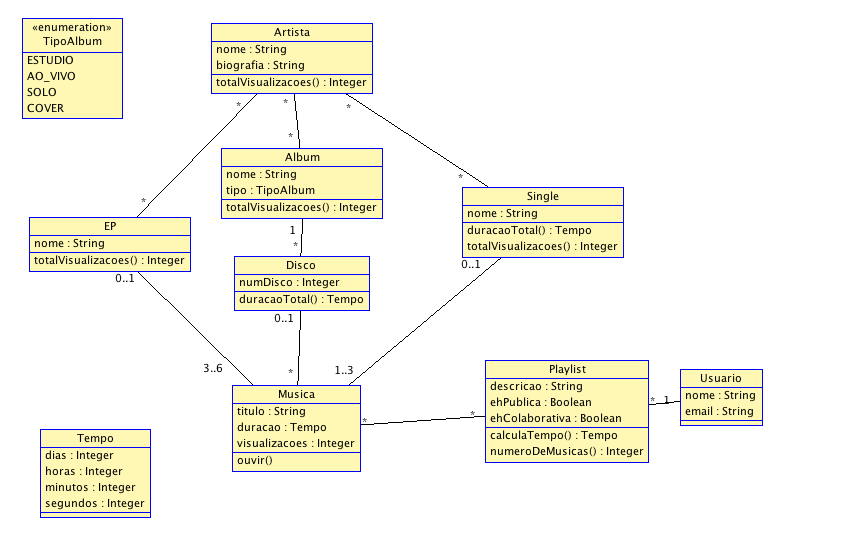 «enumeration»
TipoAlbum
ESTUDIO
AO_VIVO
SOLO
COVER
Artista
nome : String
biografia : String
totalVisualizacoes() : Integer
*
*
*
*
*
*
Album
nome : String
tipo : TipoAlbum
totalVisualizacoes() : Integer
Single
nome : String
duracaoTotal() : Tempo
totalVisualizacoes() : Integer
EP
nome : String
totalVisualizacoes() : Integer
1
*
Disco
numDisco : Integer
duracaoTotal() : Tempo
0..1
0..1
0..1
3..6
*
1..3
Musica
titulo : String
duracao : Tempo
visualizacoes : Integer
ouvir()
*
*
Playlist
descricao : String
ehPublica : Boolean
ehColaborativa : Boolean
calculaTempo() : Tempo
numeroDeMusicas() : Integer
*
1
Usuario
nome : String
email : String
Tempo
dias : Integer
horas : Integer
minutos : Integer
segundos : Integer